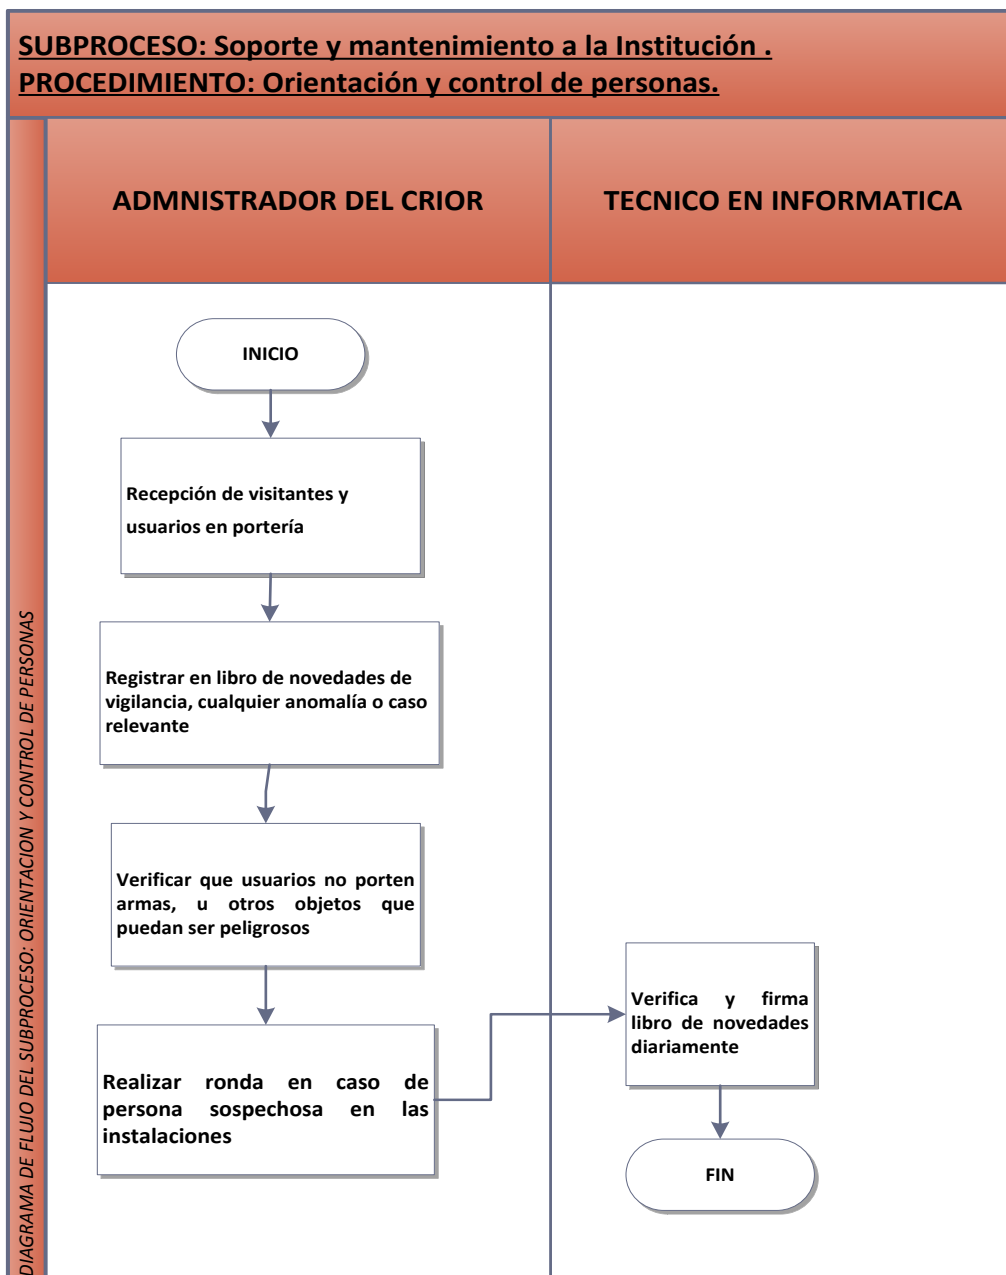 SUBPROCESO: Soporte y mantenimiento a la Institución .
PROCEDIMIENTO: Orientación y control de personas.
DIAGRAMA DE FLUJO DEL SUBPROCESO: ORIENTACION Y CONTROL DE PERSONAS
ADMNISTRADOR DEL CRIOR
TECNICO EN INFORMATICA
INICIO
Recepción de visitantes y
usuarios en portería
Registrar en libro de novedades de
vigilancia, cualquier anomalía o caso
relevante
Verificar que usuarios no porten
armas, u otros objetos que
puedan ser peligrosos
Realizar ronda en caso de
persona sospechosa en las
instalaciones
Verifica y firma
libro de novedades
diariamente
FIN